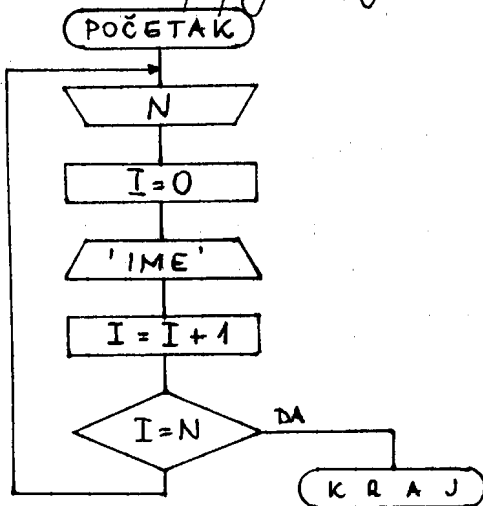 POČETAK
N
I=0
'IME'
I = I + 1
I=N
DA
KRAJ